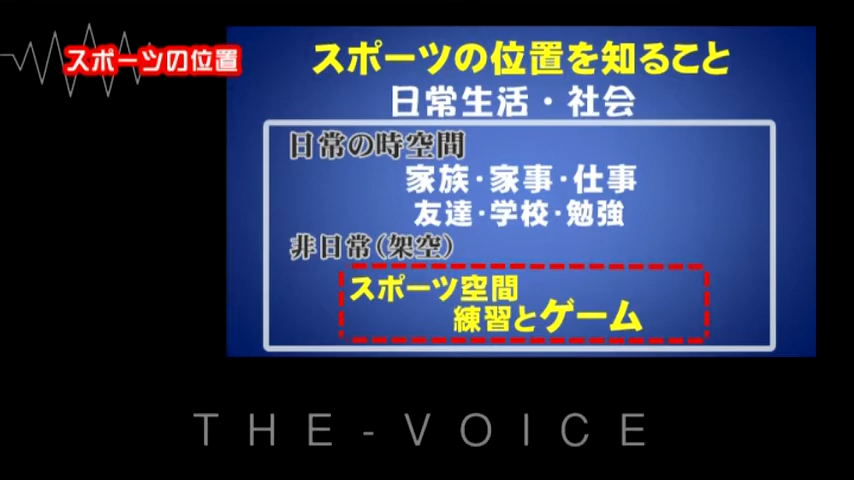 スポーツの位置
スポーツの位置を知ること
日常生活・社会
日常の時空間
家族・家事・仕事
友達・学校・勉強
非日常(架空)
スポーツ空間
練習とゲーム
THE-VOICE